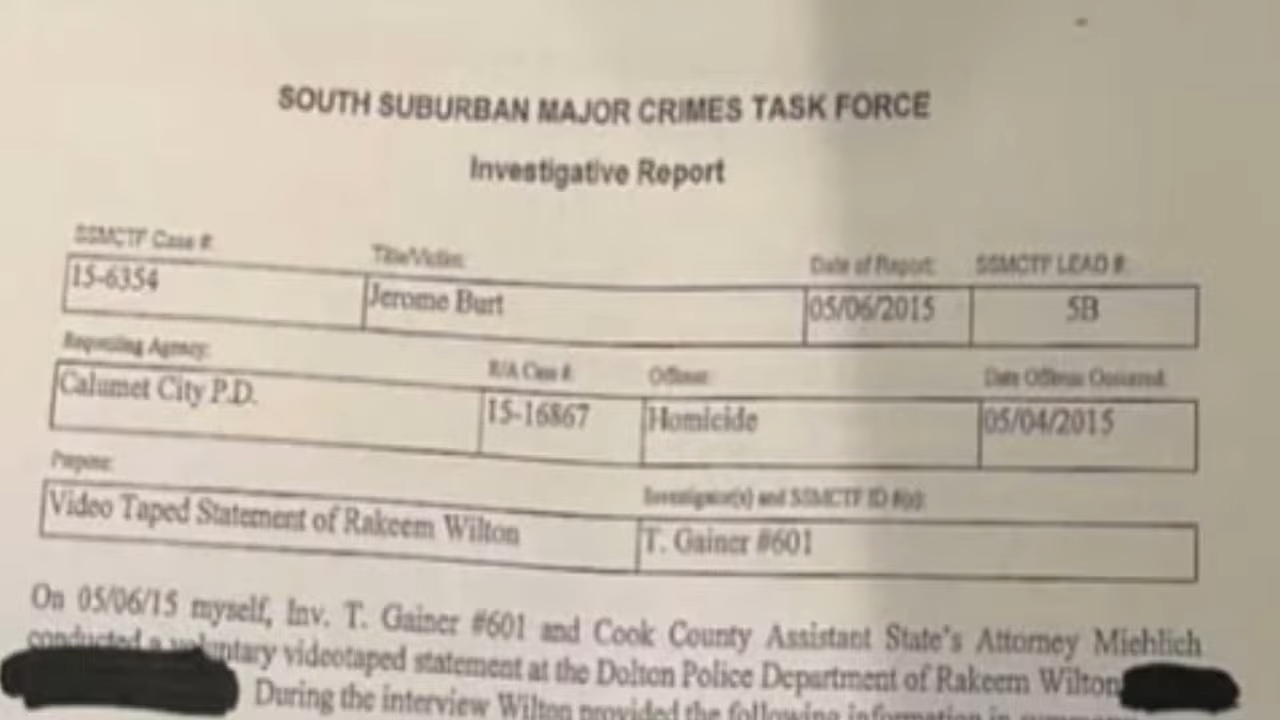 SOUTH SUBURBAN MAJOR CRIMES TASK FORCE
Investigative Report
SSMCTF Case #: Title/Victim: Date of Report: SSMCTF LEAD #:
15-6354 Jerome Burt 05/06/2015 5B
Requesting Agency: R/A Case #: Offense: Date Offense Occurred:
Calumet City P.D. 15-16867 Homicide 05/04/2015
Purpose: Investigator(s) and SSMCTF ID #(s):
Video Taped Statement of Rakeem Wilton T. Gainer #601
On 05/06/15 myself, Inv. T. Gainer #601 and Cook County Assistant State's Attorney Miehlich
conducted a voluntary videotaped statement at the Dolton Police Department of Rakeem Wilton
During the interview Wilton provided the following information in